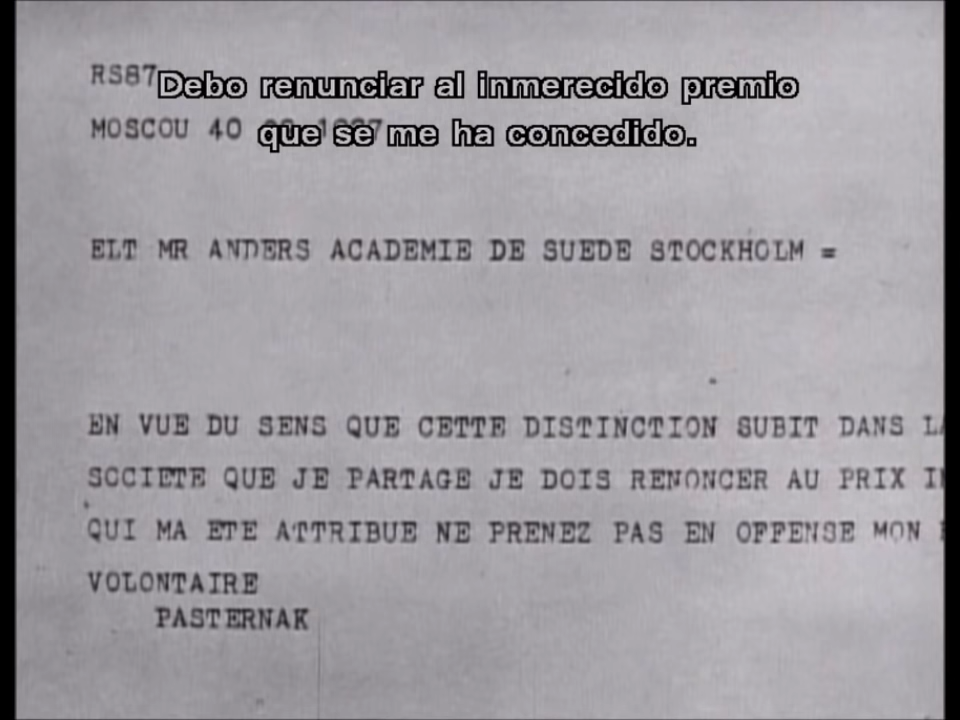 RS87
Debo renunciar al inmerecido premio
MOSCOU 40
que se me ha concedido.
ELT MR ANDERS ACADEMIE DE SUEDE STOCKHOLM =
EN VUE DU SENS QUE CETTE DISTINCTION SUBIT DANS
SOCIETE QUE JE PARTAGE JE DOIS RENONCER AU PRIX
QUI MA ETE ATTRIBUE NE PRENEZ PAS EN OFFENSE MON
VOLONTAIRE
PASTERNAK